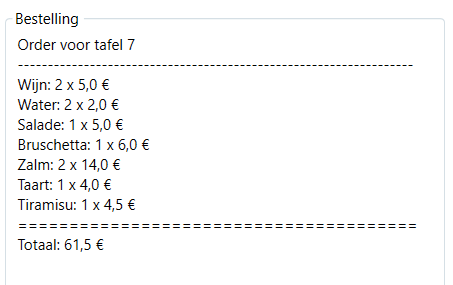 Bestelling
Order voor tafel 7
--------------------------------------------------------------------
Wijn: 2 x 5,0 €
Water: 2 x 2,0 €
Salade: 1 x 5,0 €
Bruschetta: 1 x 6,0 €
Zalm: 2 x 14,0 €
Taart: 1 x 4,0 €
Tiramisu: 1 x 4,5 €
=======================================
Totaal: 61,5 €